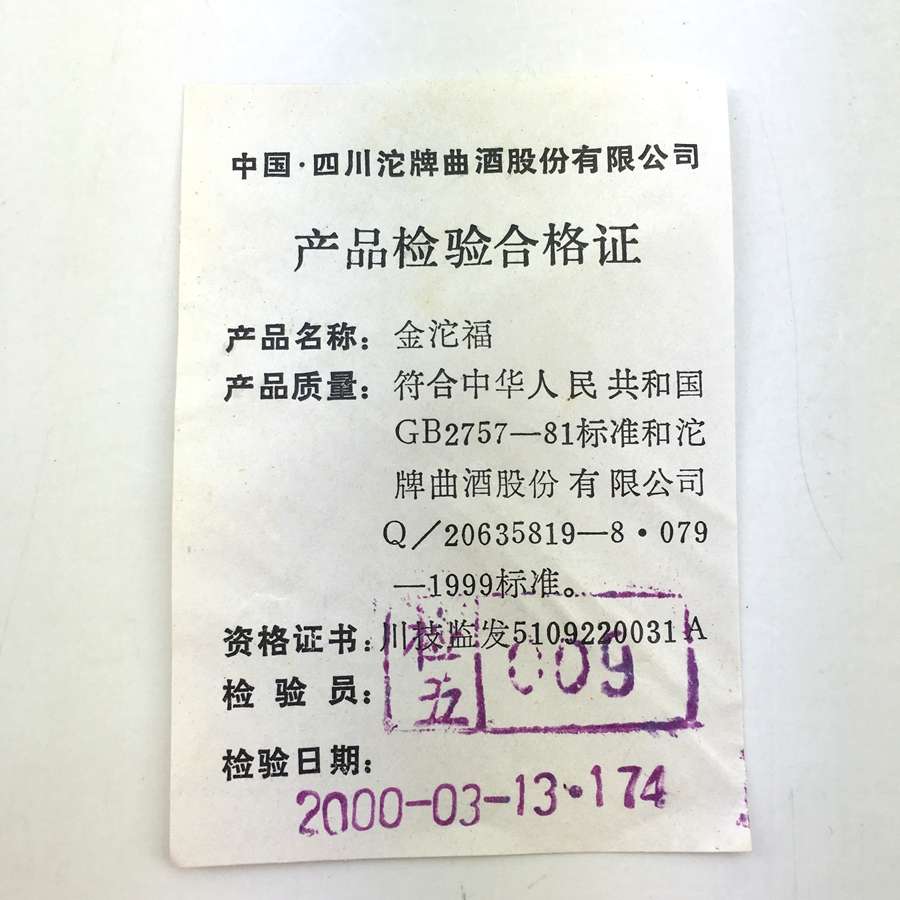 中国·四川沱牌曲酒股份有限公司
产品检验合格证
产品名称：金沱福
产品质量：符合中华人民共和国
GB2757—81标准和沱
牌曲酒股份有限公司
Q/20635819—8·079
—1999标准。
资格证书：川技监发5109220031A
检验员：检五 009
检验日期：
2000-03-13·174